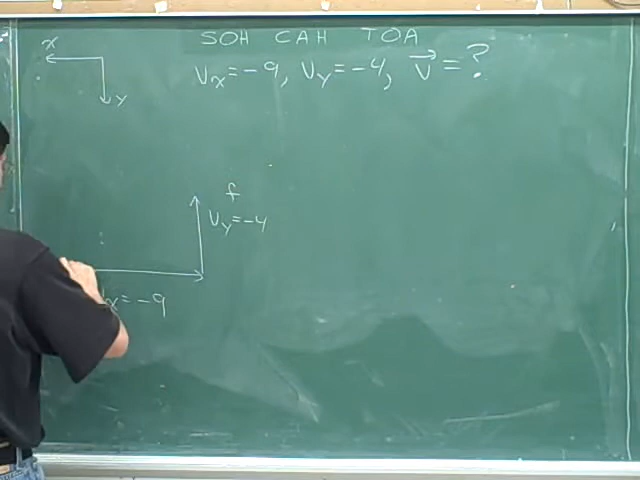 SOH CAH TOA
x
Vx = -9, Vy = -4, V = ?
y
f
Vy = -4
x = -9